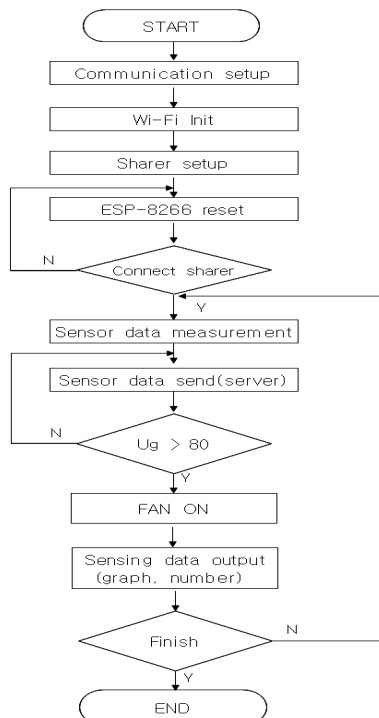 START
Communication setup
Wi-Fi Init
Sharer setup
ESP-8266 reset
N
Connect sharer
Y
Sensor data measurement
Sensor data send(server)
N
Ug > 80
Y
FAN ON
Sensing data output
(graph, number)
Finish
N
Y
END